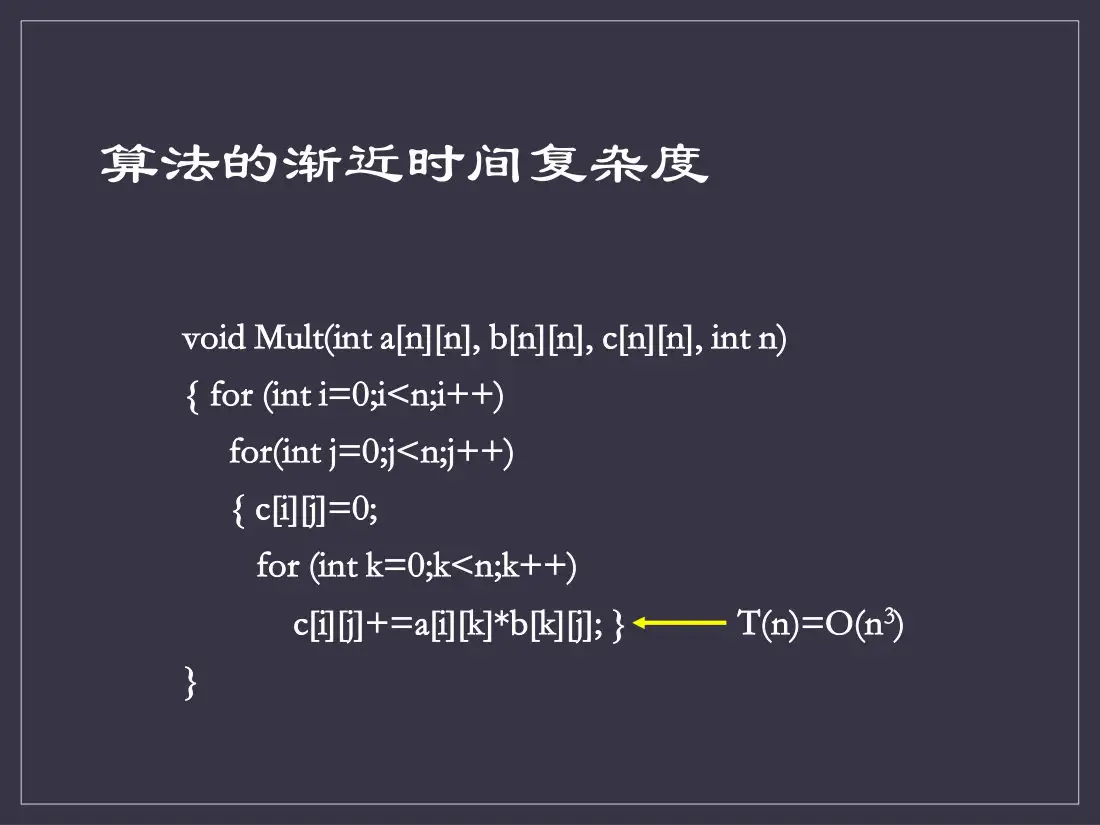 算法的渐近时间复杂度
void Mult(int a[n][n], b[n][n], c[n][n], int n)
{ for (int i=0;i<n;i++)
for(int j=0;j<n;j++)
{ c[i][j]=0;
for (int k=0;k<n;k++)
c[i][j]+=a[i][k]*b[k][j]; } T(n)=O(n³)
}